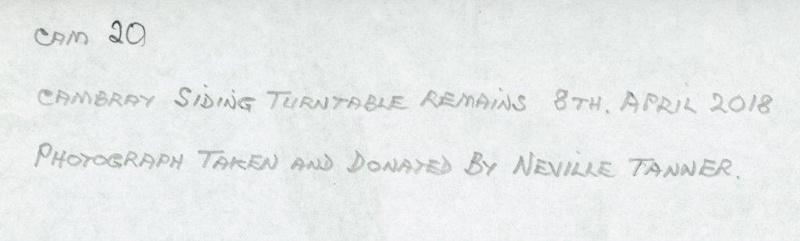 CAM 20
CAMBRAY SIDING TURNTABLE REMAINS 8TH. APRIL 2018
PHOTOGRAPH TAKEN AND DONATED BY NEVILLE TANNER.